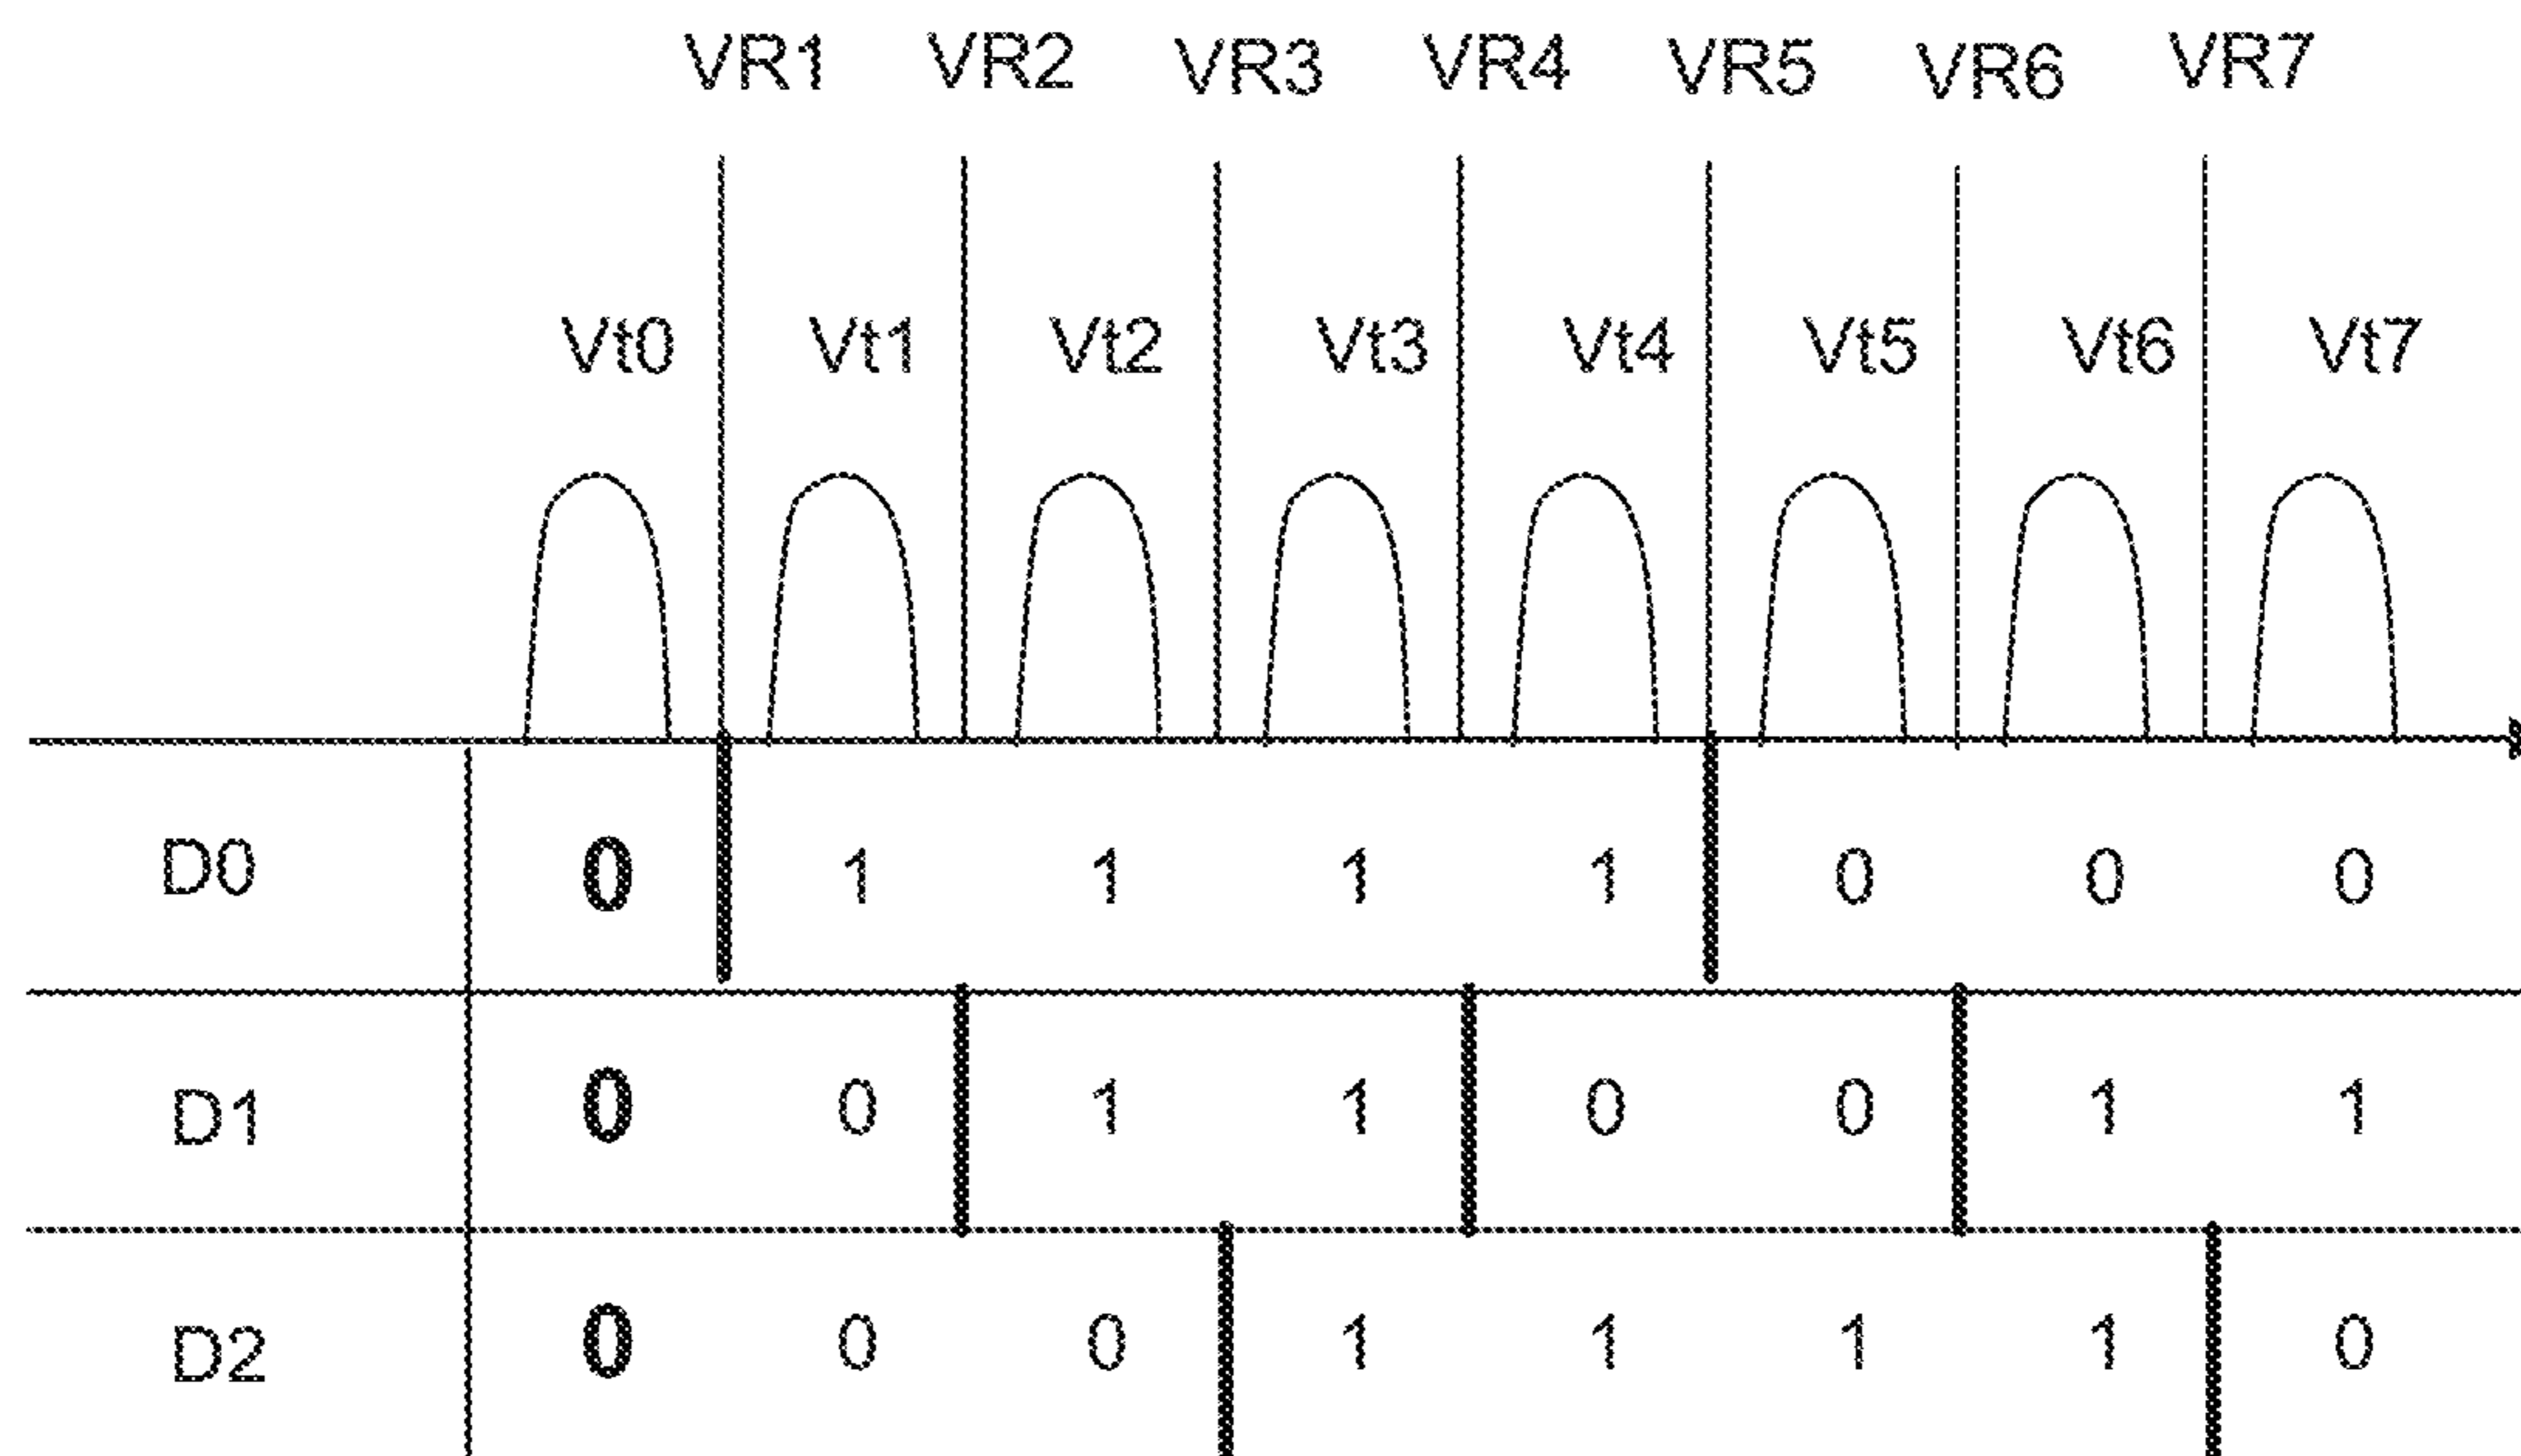 VR1 VR2 VR3 VR4 VR5 VR6 VR7
Vt0 Vt1 Vt2 Vt3 Vt4 Vt5 Vt6 Vt7
D0 0 1 1 1 1 0 0 0
D1 0 0 1 1 0 0 1 1
D2 0 0 0 1 1 1 1 0